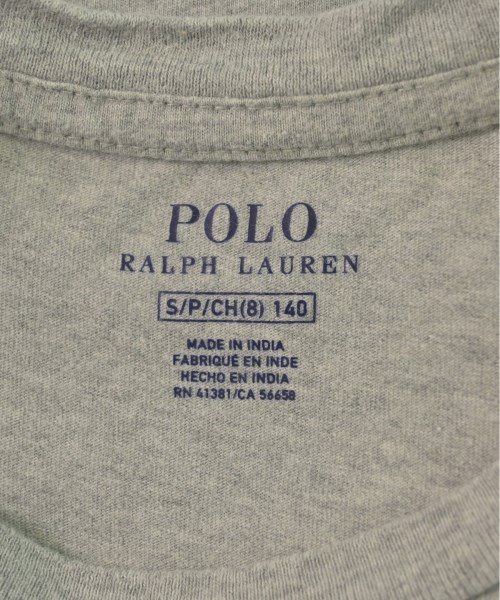 POLO
RALPH LAUREN
S/P/CH(8) 140
MADE IN INDIA
FABRIQUÉ EN INDE
HECHO EN INDIA
RN 41381/CA 56658